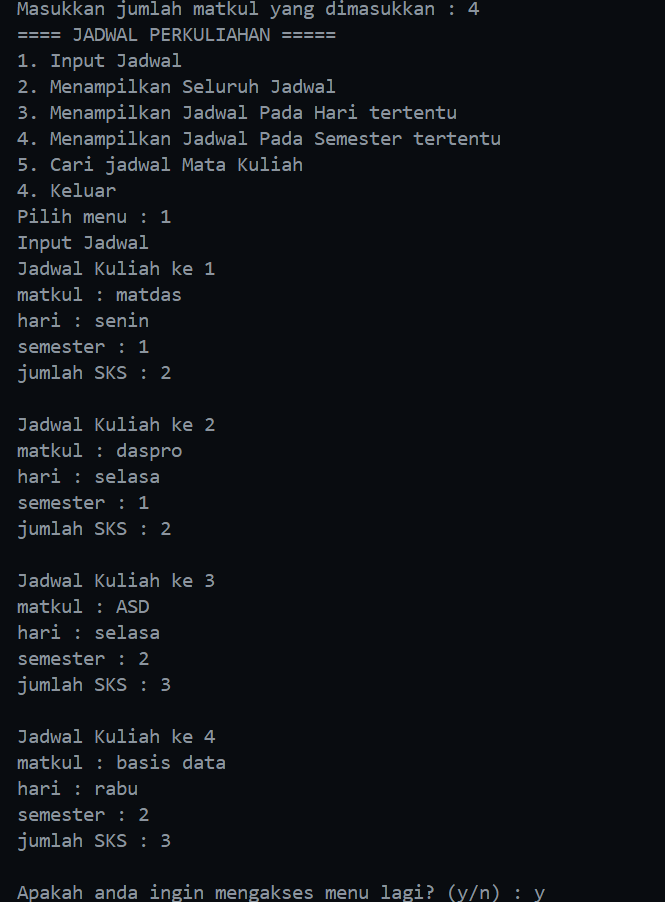 Masukkan jumlah matkul yang dimasukkan : 4
==== JADWAL PERKULIAHAN =====
1. Input Jadwal
2. Menampilkan Seluruh Jadwal
3. Menampilkan Jadwal Pada Hari tertentu
4. Menampilkan Jadwal Pada Semester tertentu
5. Cari jadwal Mata Kuliah
4. Keluar
Pilih menu : 1
Input Jadwal
Jadwal Kuliah ke 1
matkul : matdas
hari : senin
semester : 1
jumlah SKS : 2
Jadwal Kuliah ke 2
matkul : daspro
hari : selasa
semester : 1
jumlah SKS : 2
Jadwal Kuliah ke 3
matkul : ASD
hari : selasa
semester : 2
jumlah SKS : 3
Jadwal Kuliah ke 4
matkul : basis data
hari : rabu
semester : 2
jumlah SKS : 3
Apakah anda ingin mengakses menu lagi? (y/n) : y